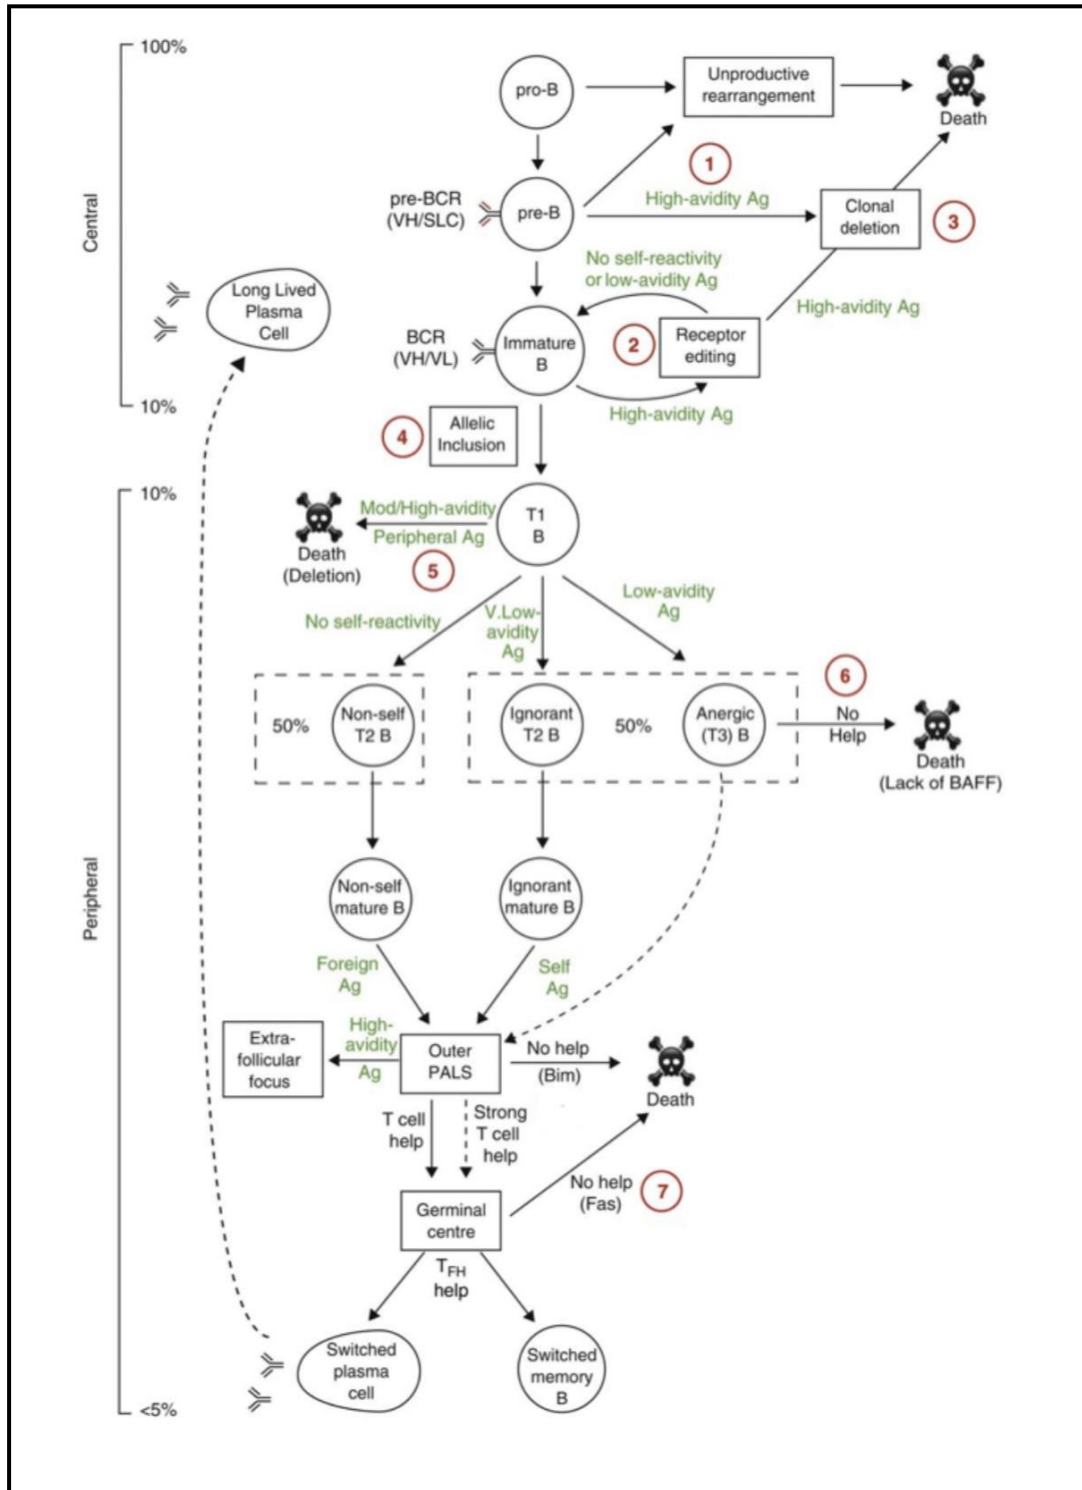 100%
pro-B
Unproductive
rearrangement
Death
1
pre-BCR
(VH/SLC)
pre-B
High-avidity Ag
Clonal
deletion
3
Central
No self-reactivity
or low-avidity Ag
Long Lived
Plasma
Cell
High-avidity Ag
BCR
(VH/VL)
Immature
B
2
Receptor
editing
10%
High-avidity Ag
4
Allelic
Inclusion
10%
Mod/High-avidity
Peripheral Ag
T1
B
Death
(Deletion)
5
No self-reactivity
V.Low-
avidity
Ag
Low-avidity
Ag
6
50%
Non-self
T2 B
Ignorant
T2 B
50%
Anergic
(T3) B
No
Help
Death
(Lack of BAFF)
Peripheral
Non-self
mature B
Ignorant
mature B
Foreign
Ag
Self
Ag
Extra-
follicular
focus
High-
avidity
Ag
Outer
PALS
No help
(Bim)
Death
T cell
help
Strong
T cell
help
No help
(Fas)
7
Germinal
centre
TFH
help
Switched
plasma
cell
Switched
memory
B
<5%